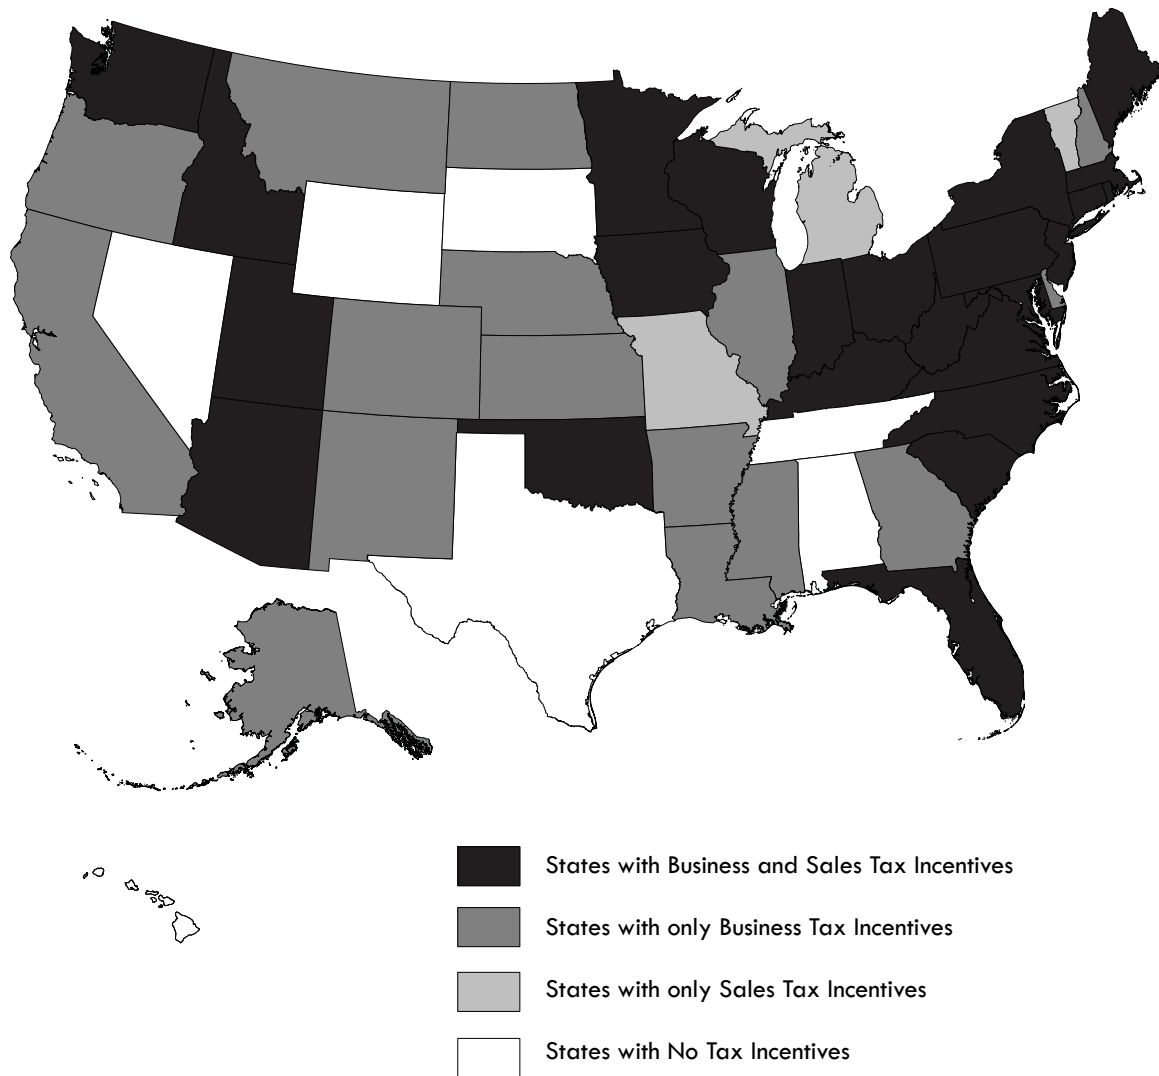 States with Business and Sales Tax Incentives
States with only Business Tax Incentives
States with only Sales Tax Incentives
States with No Tax Incentives